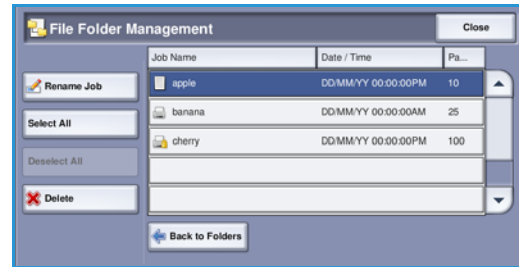 File Folder Management
Close
Job Name Date / Time Pa...
Rename Job
apple DD/MM/YY 00:00:00PM 10
Select All
banana DD/MM/YY 00:00:00AM 25
cherry DD/MM/YY 00:00:00PM 100
Deselect All
Delete
Back to Folders